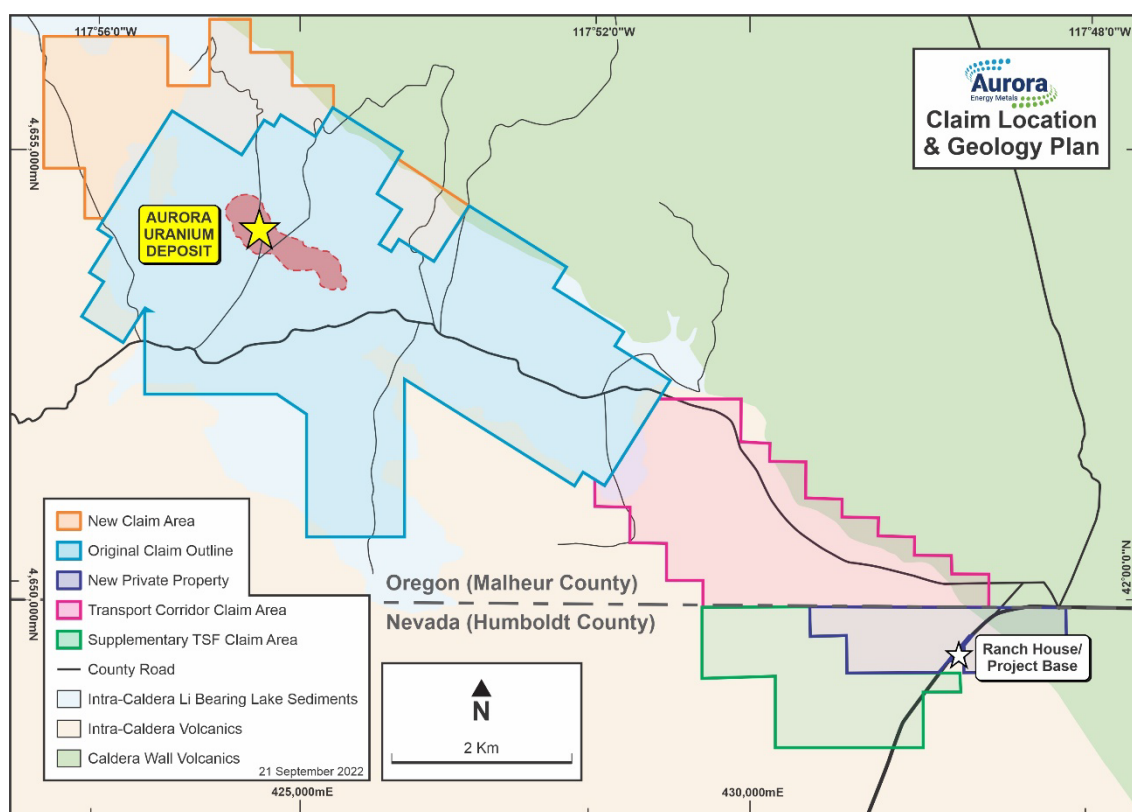 117°56'0"W
117°52'0"W
117°48'0"W
Aurora
Energy Metals
Claim Location
& Geology Plan
4,655,000mN
AURORA
URANIUM
DEPOSIT
New Claim Area
Original Claim Outline
New Private Property
Transport Corridor Claim Area
Supplementary TSF Claim Area
County Road
Intra-Caldera Li Bearing Lake Sediments
Intra-Caldera Volcanics
Caldera Wall Volcanics
21 September 2022
4,650,000mN
Oregon (Malheur County)
Nevada (Humboldt County)
42°00'0"N
Ranch House/
Project Base
N
2 Km
425,000mE
430,000mE